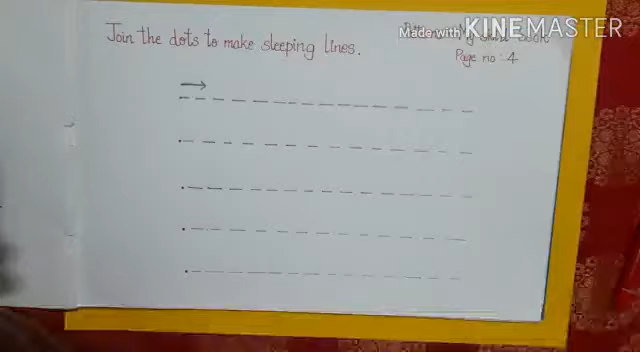 Join the dots to make sleeping lines.
Made with KINEMASTER
Page no : 4